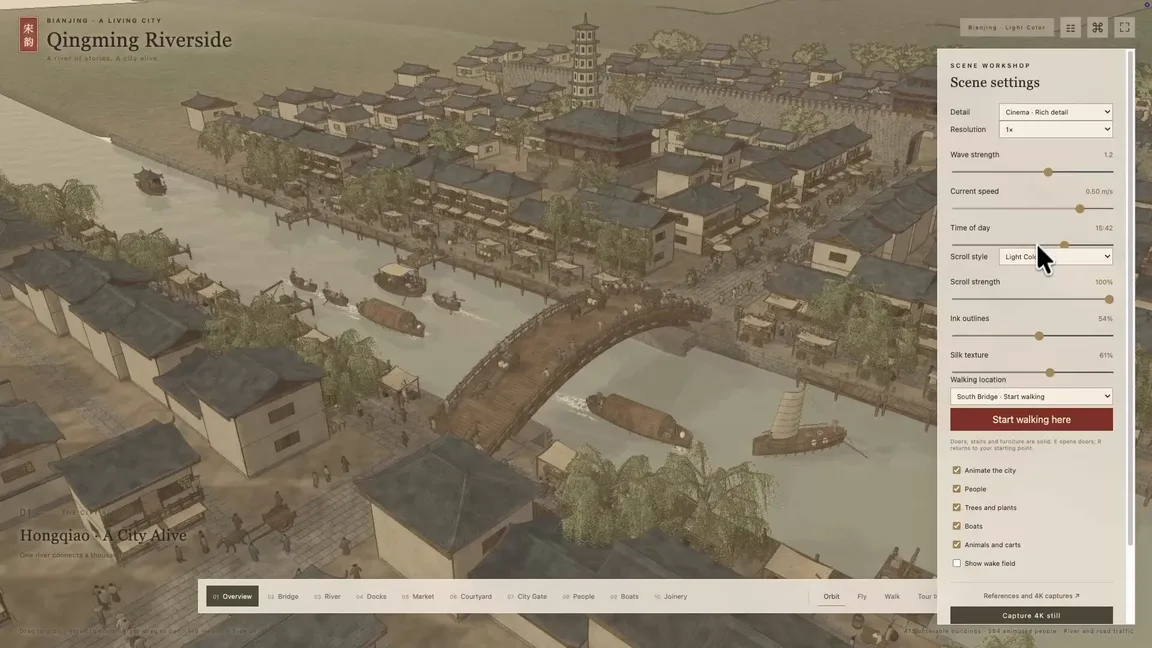 宋
韵
BIANJING · A LIVING CITY
Qingming Riverside
A river of stories, A city alive
Bianjing · Light Color
SCENE WORKSHOP
Scene settings
Detail
Cinema · Rich detail
Resolution
1×
Wave strength
1.2
Current speed
0.50 m/s
Time of day
15:42
Scroll style
Light
Scroll strength
100%
Ink outlines
54%
Silk texture
61%
Walking location
South Bridge · Start walking
Start walking here
Doors, stairs and furniture are solid. E opens doors; R
returns to your starting point.
Animate the city
People
Trees and plants
Boats
Animals and carts
Show wake field
References and 4K captures ↗
Capture 4K still
Hongqiao · A City Alive
One river connects a
01 Overview
02 Bridge
03 River
04 Docks
05 Market
06 Courtyard
07 City Gate
08 People
09 Boats
10 Joinery
Orbit
Fly
Walk
Tour
animated people · River and road traffic